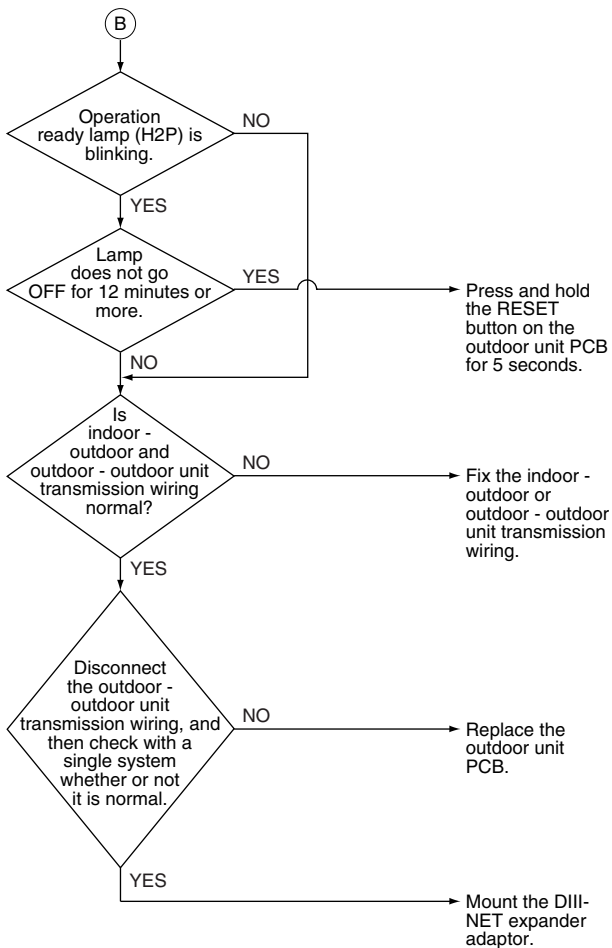 B
Operation
ready lamp (H2P) is
blinking.
NO
YES
Lamp
does not go
OFF for 12 minutes or
more.
YES
Press and hold
the RESET
button on the
outdoor unit PCB
for 5 seconds.
NO
Is
indoor -
outdoor and
outdoor - outdoor unit
transmission wiring
normal?
NO
Fix the indoor -
outdoor or
outdoor - outdoor
unit transmission
wiring.
YES
Disconnect
the outdoor -
outdoor unit
transmission wiring, and
then check with a
single system
whether or not
it is normal.
NO
Replace the
outdoor unit
PCB.
YES
Mount the DIII-
NET expander
adaptor.